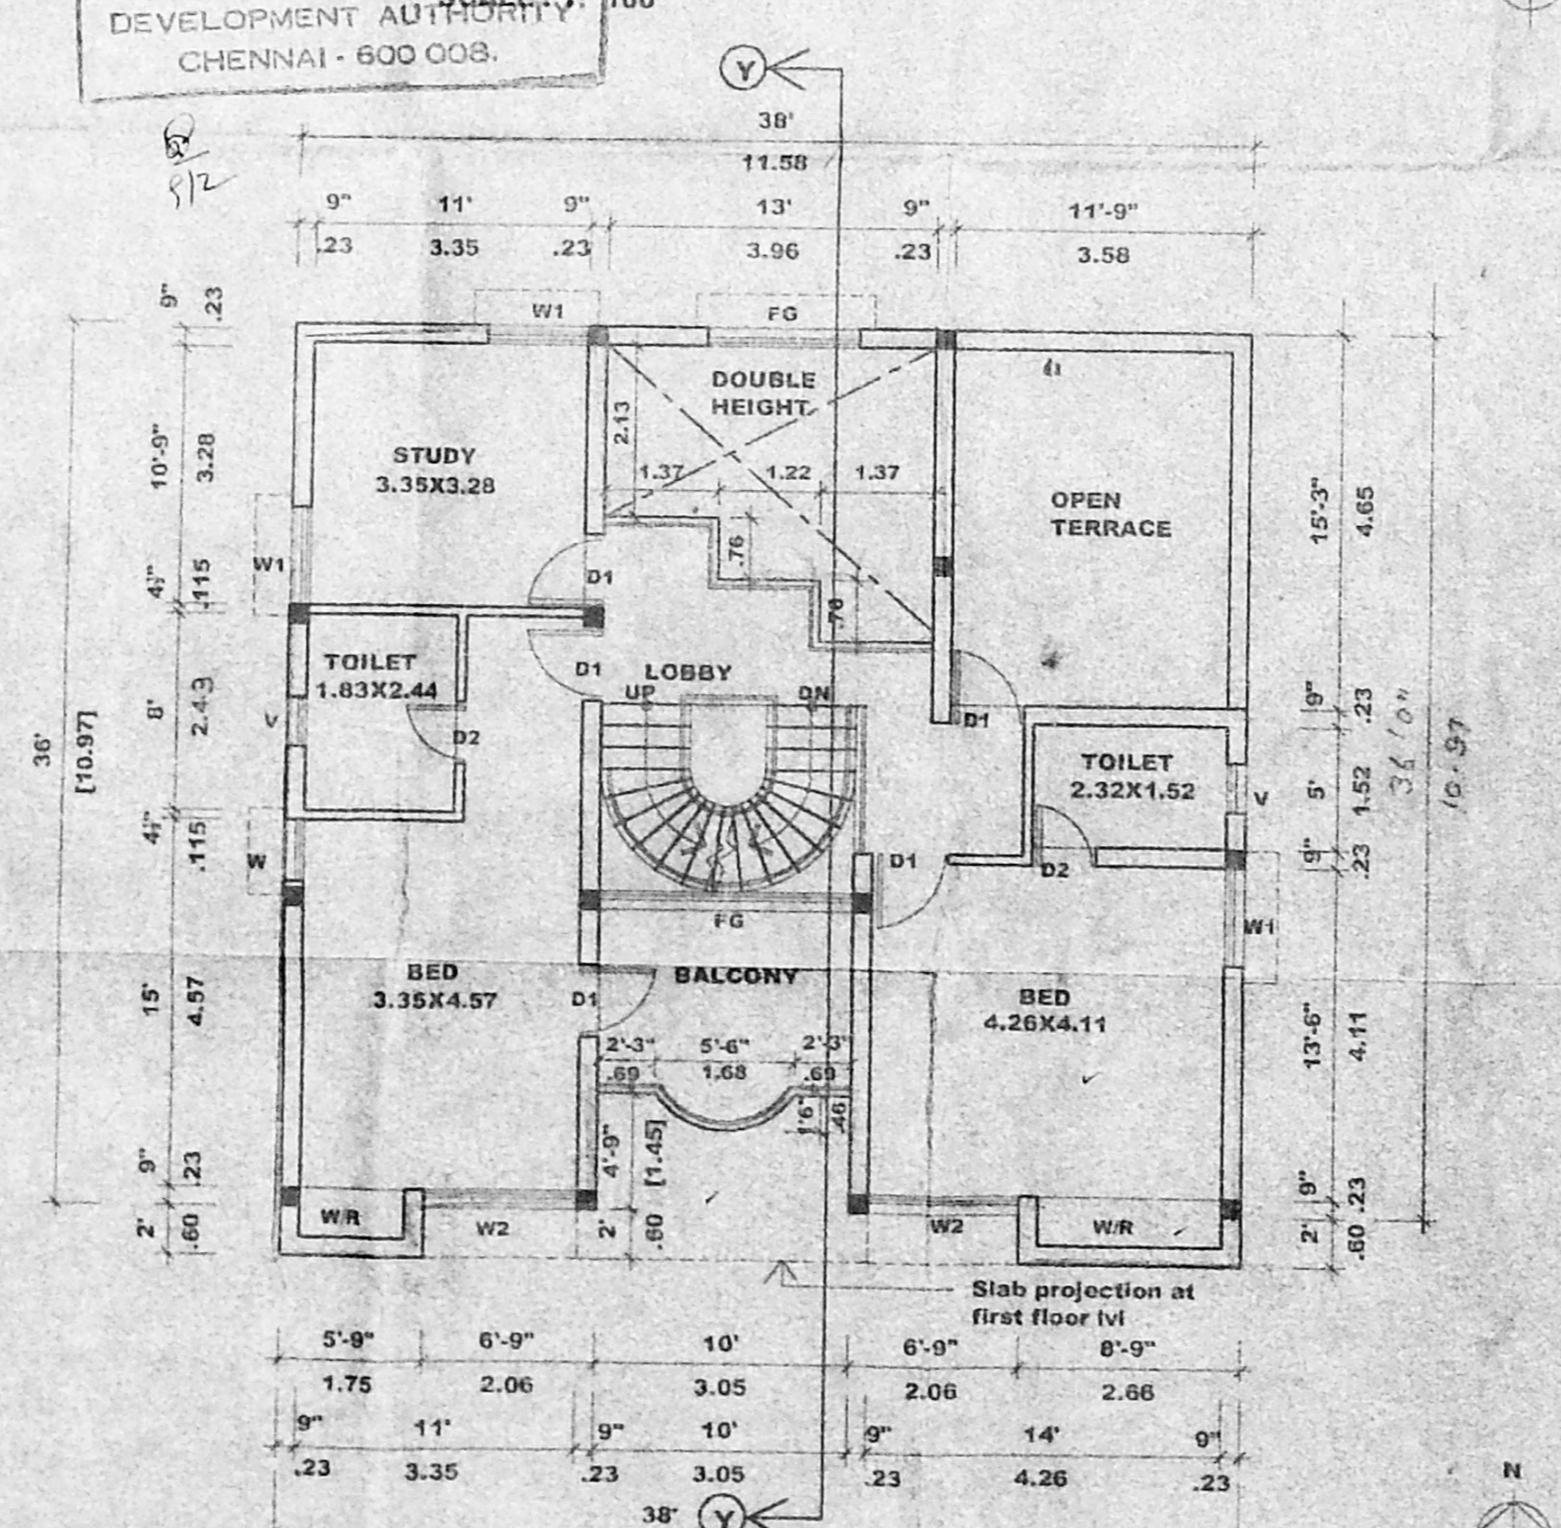 DEVELOPMENT AUTHORITY
CHENNAI - 600 008.
Y
38'
11.58
9" 11' 9" 13' 9" 11'-9"
.23 3.35 .23 3.96 .23 3.58
9" .23
W1 FG
DOUBLE
HEIGHT
2.13
10'-9" 3.28
STUDY
3.35X3.28
1.37 1.22 1.37
OPEN
TERRACE
15'-3" 4.65
.76
W1
D1
4½" .115
.76
TOILET
1.83X2.44
D1 LOBBY
UP DN
8' 2.43
V
D2
D1
9" .23
36' [10.97]
TOILET
2.32X1.52
V
5' 1.52
36'0"
10.97
4½" .115
W
D1
D2
9" .23
FG
W1
BED
3.35X4.57
D1
BALCONY
15' 4.57
BED
4.26X4.11
13'-6" 4.11
2'-3" 5'-6" 2'-3"
.69 1.68 .69
1'6" .46
4'-9" [1.45]
9" .23
9" .23
W/R W2
2' .60
2' .60
W2 W/R
2' .60
Slab projection at
first floor lvl
5'-9" 6'-9" 10' 6'-9" 8'-9"
1.75 2.06 3.05 2.06 2.66
9" 11' 9" 10' 9" 14' 9"
.23 3.35 .23 3.05 .23 4.26 .23
38'
Y
N